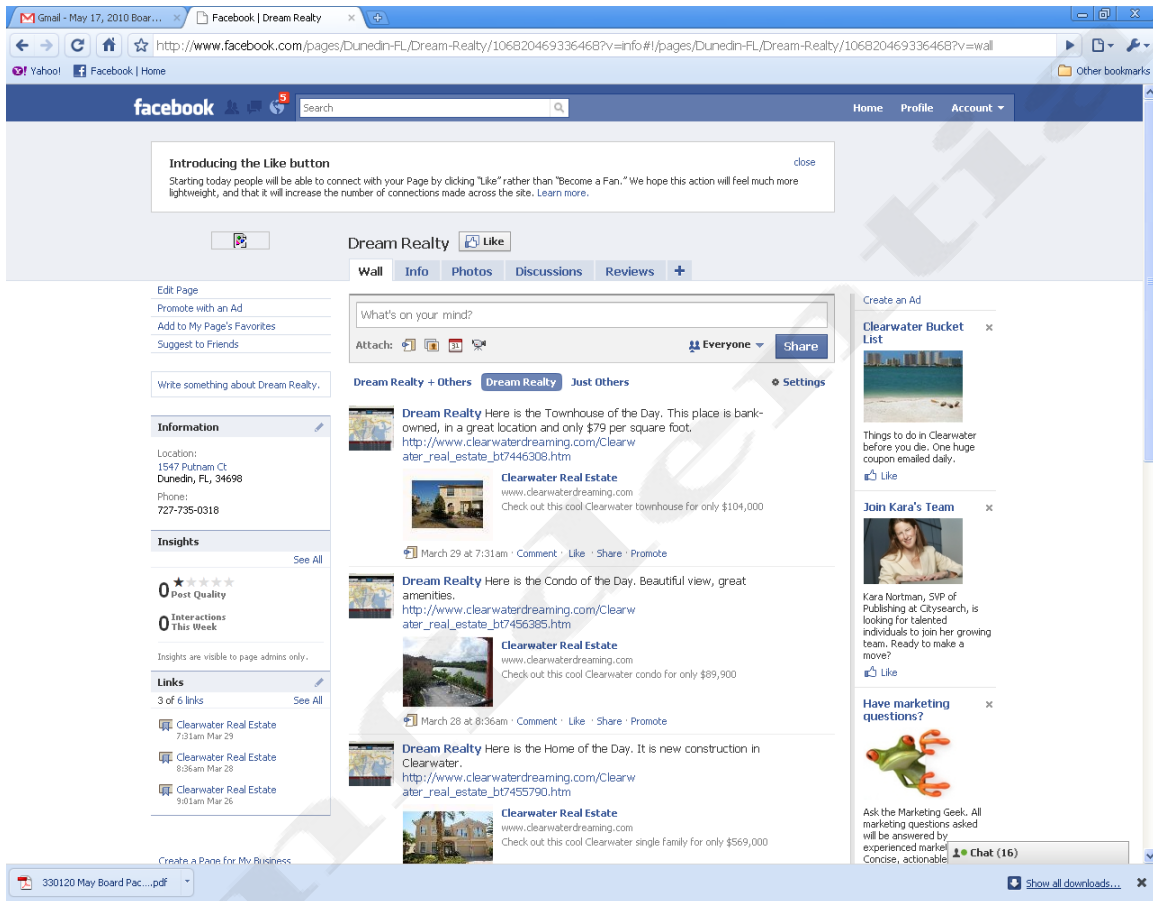 Gmail - May 17, 2010 Boar...
Facebook | Dream Realty
http://www.facebook.com/pages/Dunedin-FL/Dream-Realty/106820469336468?v=info#!/pages/Dunedin-FL/Dream-Realty/106820469336468?v=wall
Yahoo!
Facebook | Home
Other bookmarks
facebook
5
Search
Home
Profile
Account
Introducing the Like button
close
Starting today people will be able to connect with your Page by clicking "Like" rather than "Become a Fan." We hope this action will feel much more
lightweight, and that it will increase the number of connections made across the site. Learn more.
Dream Realty
Like
Wall
Info
Photos
Discussions
Reviews
+
Edit Page
Promote with an Ad
Add to My Page's Favorites
Suggest to Friends
Write something about Dream Realty.
Information
Location:
1547 Putnam Ct
Dunedin, FL, 34698
Phone:
727-735-0318
Insights
See All
0 Post Quality
0 Interactions
This Week
Insights are visible to page admins only.
Links
3 of 6 links
See All
Clearwater Real Estate
7:31am Mar 29
Clearwater Real Estate
8:36am Mar 28
Clearwater Real Estate
9:01am Mar 26
Create a Page for My Business
What's on your mind?
Attach:
31
Everyone
Share
Dream Realty + Others
Dream Realty
Just Others
Settings
Dream Realty Here is the Townhouse of the Day. This place is bank-
owned, in a great location and only $79 per square foot.
http://www.clearwaterdreaming.com/Clearw
ater_real_estate_bt7446308.htm
Clearwater Real Estate
www.clearwaterdreaming.com
Check out this cool Clearwater townhouse for only $104,000
March 29 at 7:31am · Comment · Like · Share · Promote
Dream Realty Here is the Condo of the Day. Beautiful view, great
amenities.
http://www.clearwaterdreaming.com/Clearw
ater_real_estate_bt7456385.htm
Clearwater Real Estate
www.clearwaterdreaming.com
Check out this cool Clearwater condo for only $89,900
March 28 at 8:36am · Comment · Like · Share · Promote
Dream Realty Here is the Home of the Day. It is new construction in
Clearwater.
http://www.clearwaterdreaming.com/Clearw
ater_real_estate_bt7455790.htm
Clearwater Real Estate
www.clearwaterdreaming.com
Check out this cool Clearwater single family for only $569,000
Create an Ad
Clearwater Bucket
List
Things to do in Clearwater
before you die. One huge
coupon emailed daily.
Like
Join Kara's Team
Kara Nortman, SVP of
Publishing at Citysearch, is
looking for talented
individuals to join her growing
team. Ready to make a
move?
Like
Have marketing
questions?
Ask the Marketing Geek. All
marketing questions asked
will be answered by
experienced market
Concise, actionable
Chat (16)
330120 May Board Pac....pdf
Show all downloads...